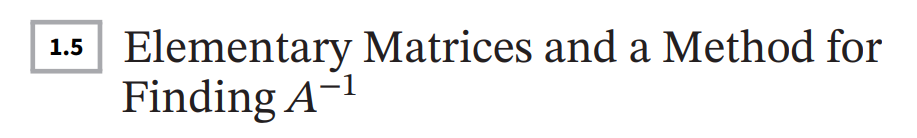 1.5 Elementary Matrices and a Method for
Finding A⁻¹